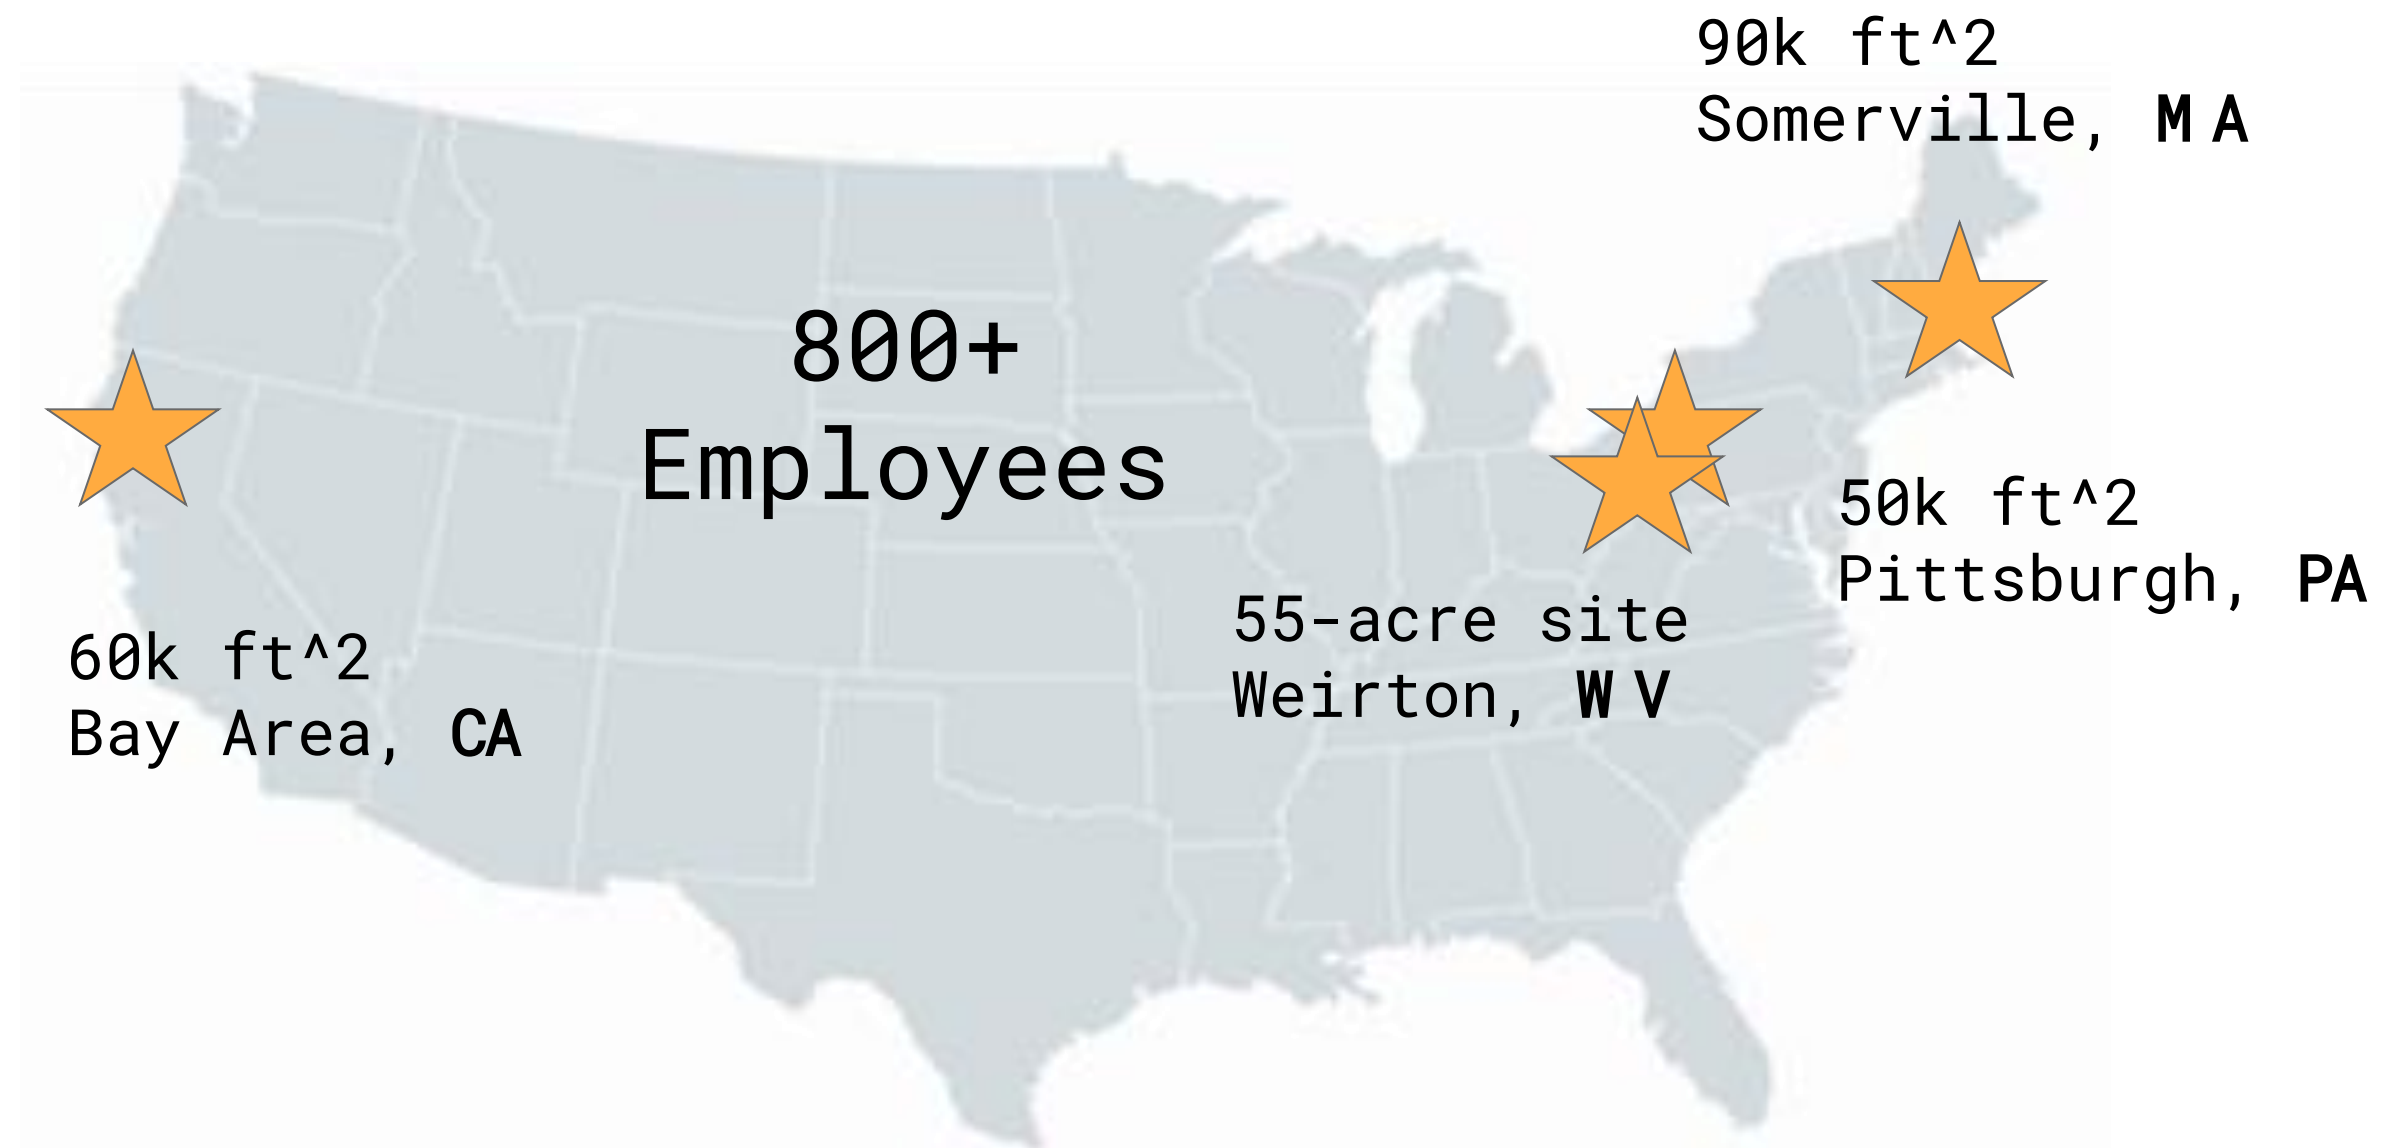 90k ft^2
Somerville, MA
800+
Employees
50k ft^2
Pittsburgh, PA
55-acre site
Weirton, WV
60k ft^2
Bay Area, CA